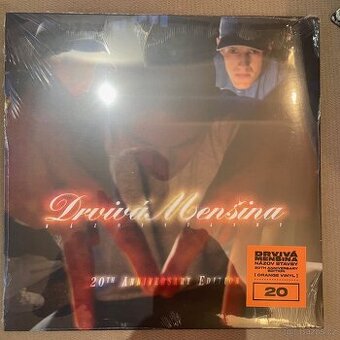 Drvivá Menšina
20TH ANNIVERSARY EDITION
DRVIVÁ
MENŠINA
NÁZOV STAVBY
20TH ANNIVERSARY
EDITION
[ ORANGE VINYL ]
20